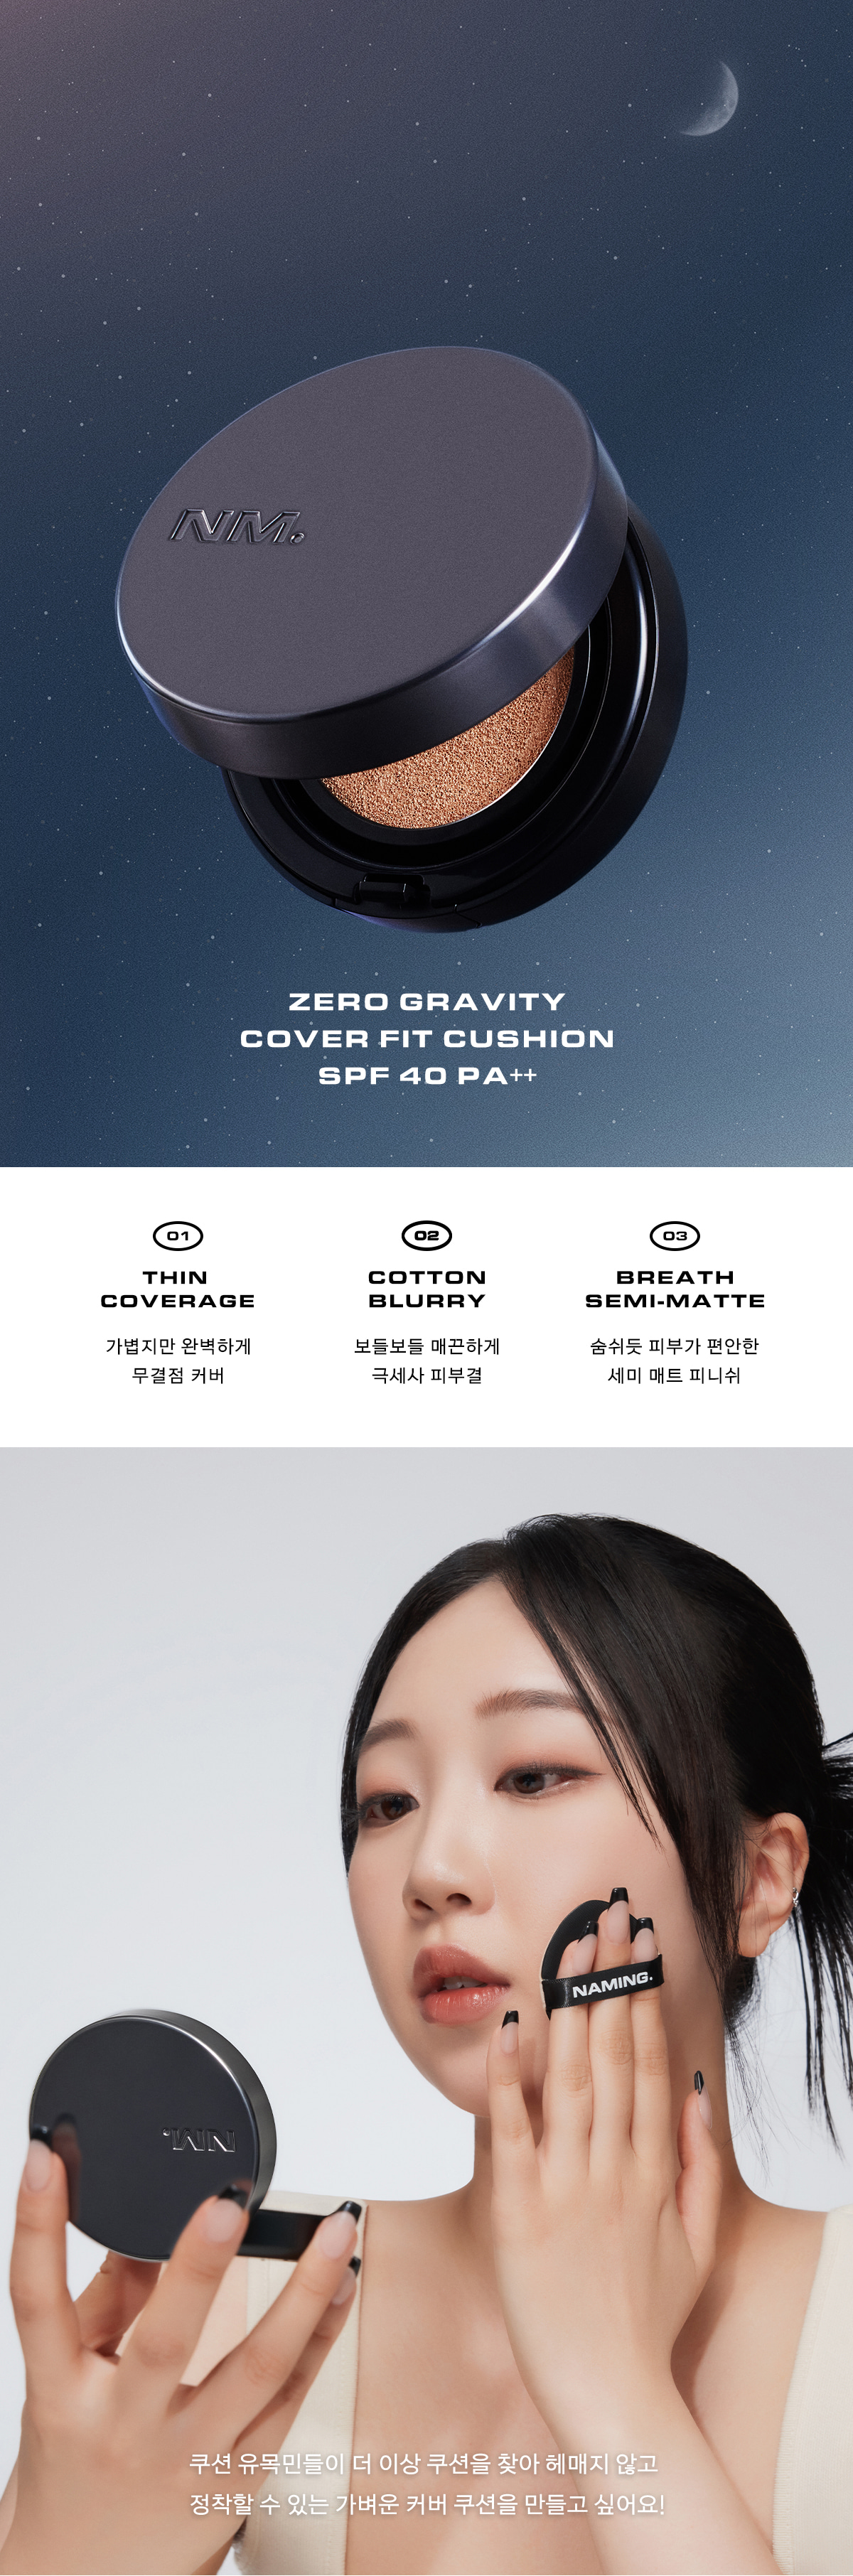 NM.
ZERO GRAVITY
COVER FIT CUSHION
SPF 40 PA++
01
THIN
COVERAGE
가볍지만 완벽하게
무결점 커버
02
COTTON
BLURRY
보들보들 매끈하게
극세사 피부결
03
BREATH
SEMI-MATTE
숨쉬듯 피부가 편안한
세미 매트 피니쉬
NAMING.
NM.
쿠션 유목민들이 더 이상 쿠션을 찾아 헤매지 않고
정착할 수 있는 가벼운 커버 쿠션을 만들고 싶어요!